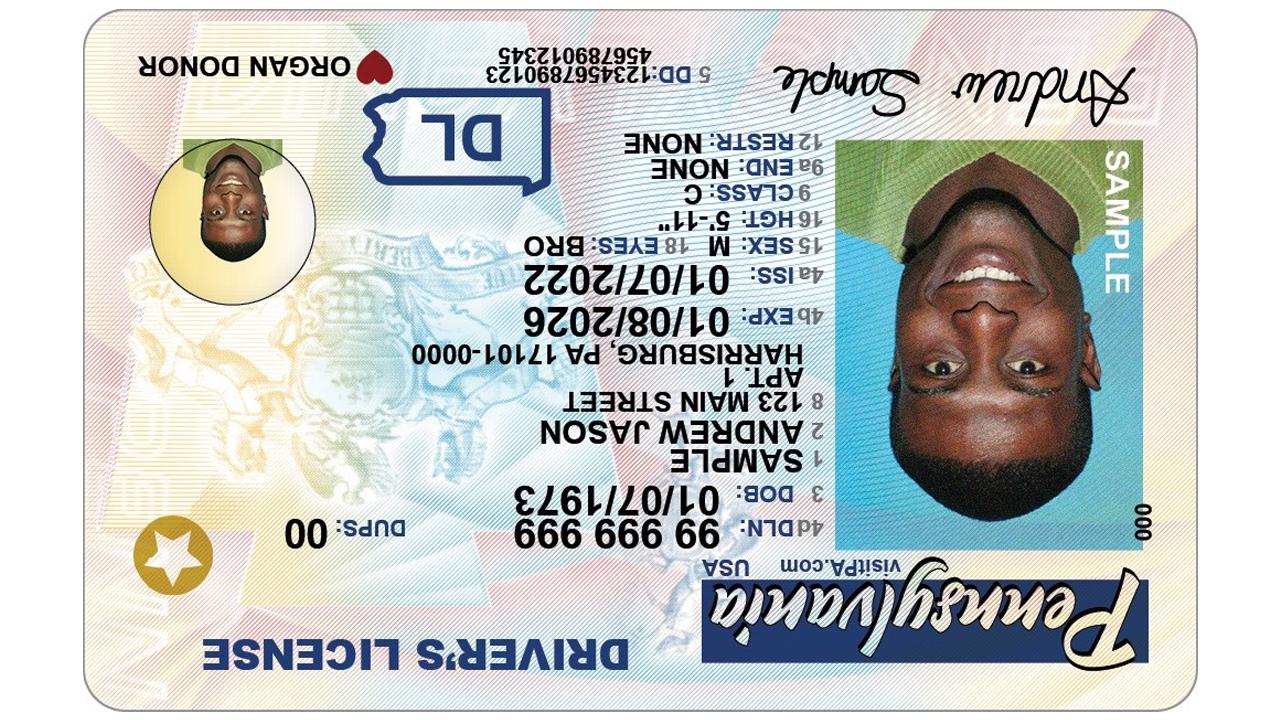 Pennsylvania
DRIVER'S LICENSE
visitPA.com USA
4d DLN: 99 999 999 DUPS: 00
000
3 DOB: 01/07/1973
1 SAMPLE
2 ANDREW JASON
8 123 MAIN STREET
APT. 1
HARRISBURG, PA 17101-0000
4b EXP: 01/08/2026
4a ISS: 01/07/2022
15 SEX: M 18 EYES: BRO
16 HGT: 5'-11"
9 CLASS: C
9a END: NONE
12 RESTR: NONE
SAMPLE
DL
Andrew Sample
5 DD: 1234567890123
456789012345
ORGAN DONOR